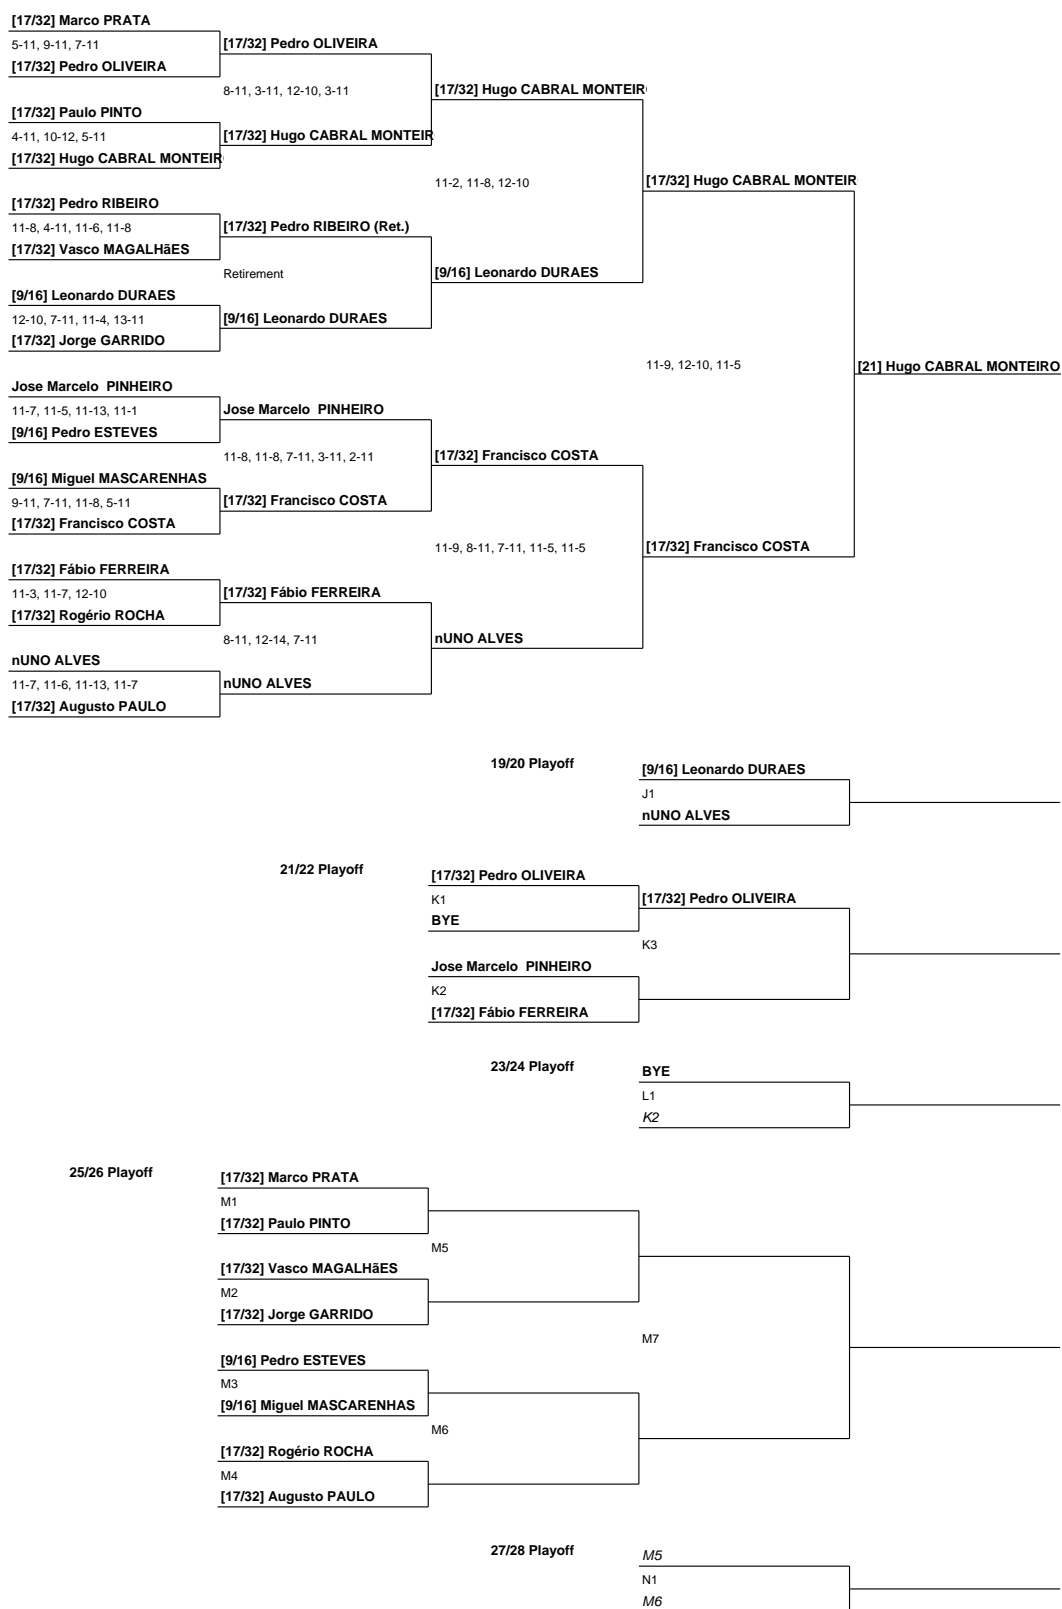 [17/32] Marco PRATA
5-11, 9-11, 7-11
[17/32] Pedro OLIVEIRA
[17/32] Paulo PINTO
4-11, 10-12, 5-11
[17/32] Hugo CABRAL MONTEIR
[17/32] Pedro RIBEIRO
11-8, 4-11, 11-6, 11-8
[17/32] Vasco MAGALHãES
[9/16] Leonardo DURAES
12-10, 7-11, 11-4, 13-11
[17/32] Jorge GARRIDO
Jose Marcelo  PINHEIRO
11-7, 11-5, 11-13, 11-1
[9/16] Pedro ESTEVES
[9/16] Miguel MASCARENHAS
9-11, 7-11, 11-8, 5-11
[17/32] Francisco COSTA
[17/32] Fábio FERREIRA
11-3, 11-7, 12-10
[17/32] Rogério ROCHA
nUNO ALVES
11-7, 11-6, 11-13, 11-7
[17/32] Augusto PAULO
[17/32] Pedro OLIVEIRA
8-11, 3-11, 12-10, 3-11
[17/32] Hugo CABRAL MONTEIR
[17/32] Pedro RIBEIRO (Ret.)
Retirement
[9/16] Leonardo DURAES
Jose Marcelo  PINHEIRO
11-8, 11-8, 7-11, 3-11, 2-11
[17/32] Francisco COSTA
[17/32] Fábio FERREIRA
8-11, 12-14, 7-11
nUNO ALVES
[17/32] Hugo CABRAL MONTEIR
11-2, 11-8, 12-10
[9/16] Leonardo DURAES
[17/32] Francisco COSTA
11-9, 8-11, 7-11, 11-5, 11-5
nUNO ALVES
[17/32] Hugo CABRAL MONTEIR
11-9, 12-10, 11-5
[17/32] Francisco COSTA
[21] Hugo CABRAL MONTEIRO
19/20 Playoff
[9/16] Leonardo DURAES
J1
nUNO ALVES
21/22 Playoff
[17/32] Pedro OLIVEIRA
K1
BYE
Jose Marcelo  PINHEIRO
K2
[17/32] Fábio FERREIRA
[17/32] Pedro OLIVEIRA
K3
23/24 Playoff
BYE
L1
K2
25/26 Playoff
[17/32] Marco PRATA
M1
[17/32] Paulo PINTO
[17/32] Vasco MAGALHãES
M2
[17/32] Jorge GARRIDO
[9/16] Pedro ESTEVES
M3
[9/16] Miguel MASCARENHAS
[17/32] Rogério ROCHA
M4
[17/32] Augusto PAULO
M5
M6
M7
27/28 Playoff
M5
N1
M6